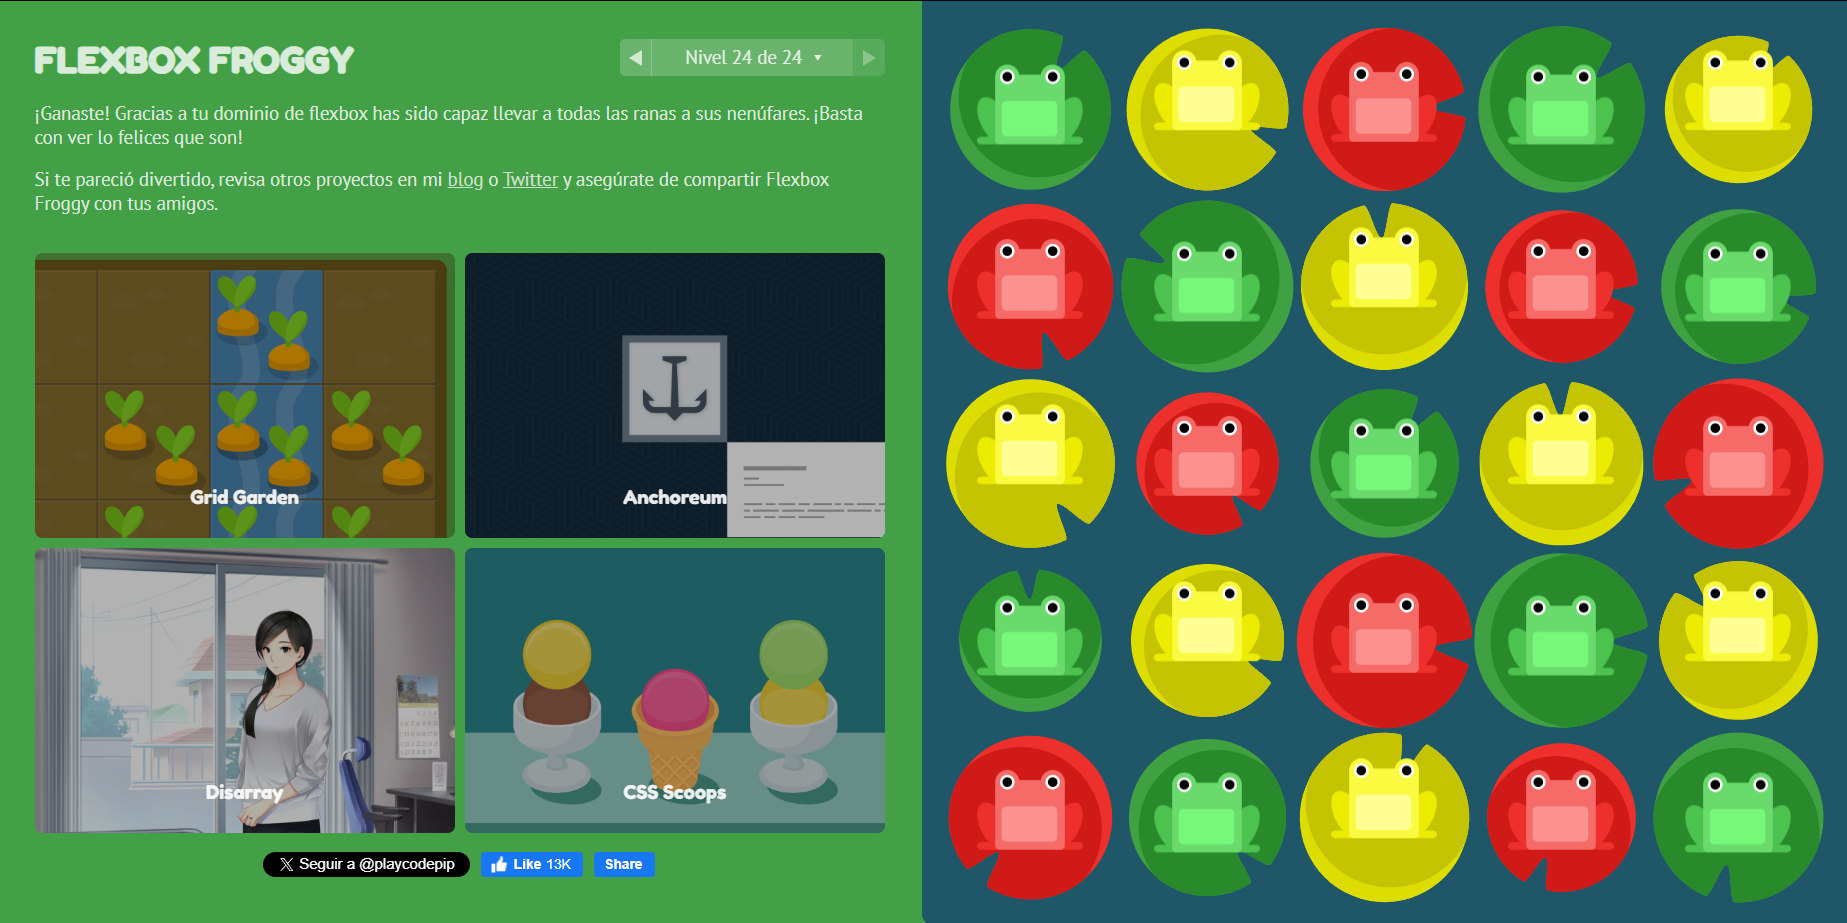 FLEXBOX FROGGY
Nivel 24 de 24
¡Ganaste! Gracias a tu dominio de flexbox has sido capaz llevar a todas las ranas a sus nenúfares. ¡Basta
con ver lo felices que son!
Si te pareció divertido, revisa otros proyectos en mi blog o Twitter y asegúrate de compartir Flexbox
Froggy con tus amigos.
Grid Garden
Anchoreum
Disarray
CSS Scoops
Seguir a @playcodepip
Like 13K
Share